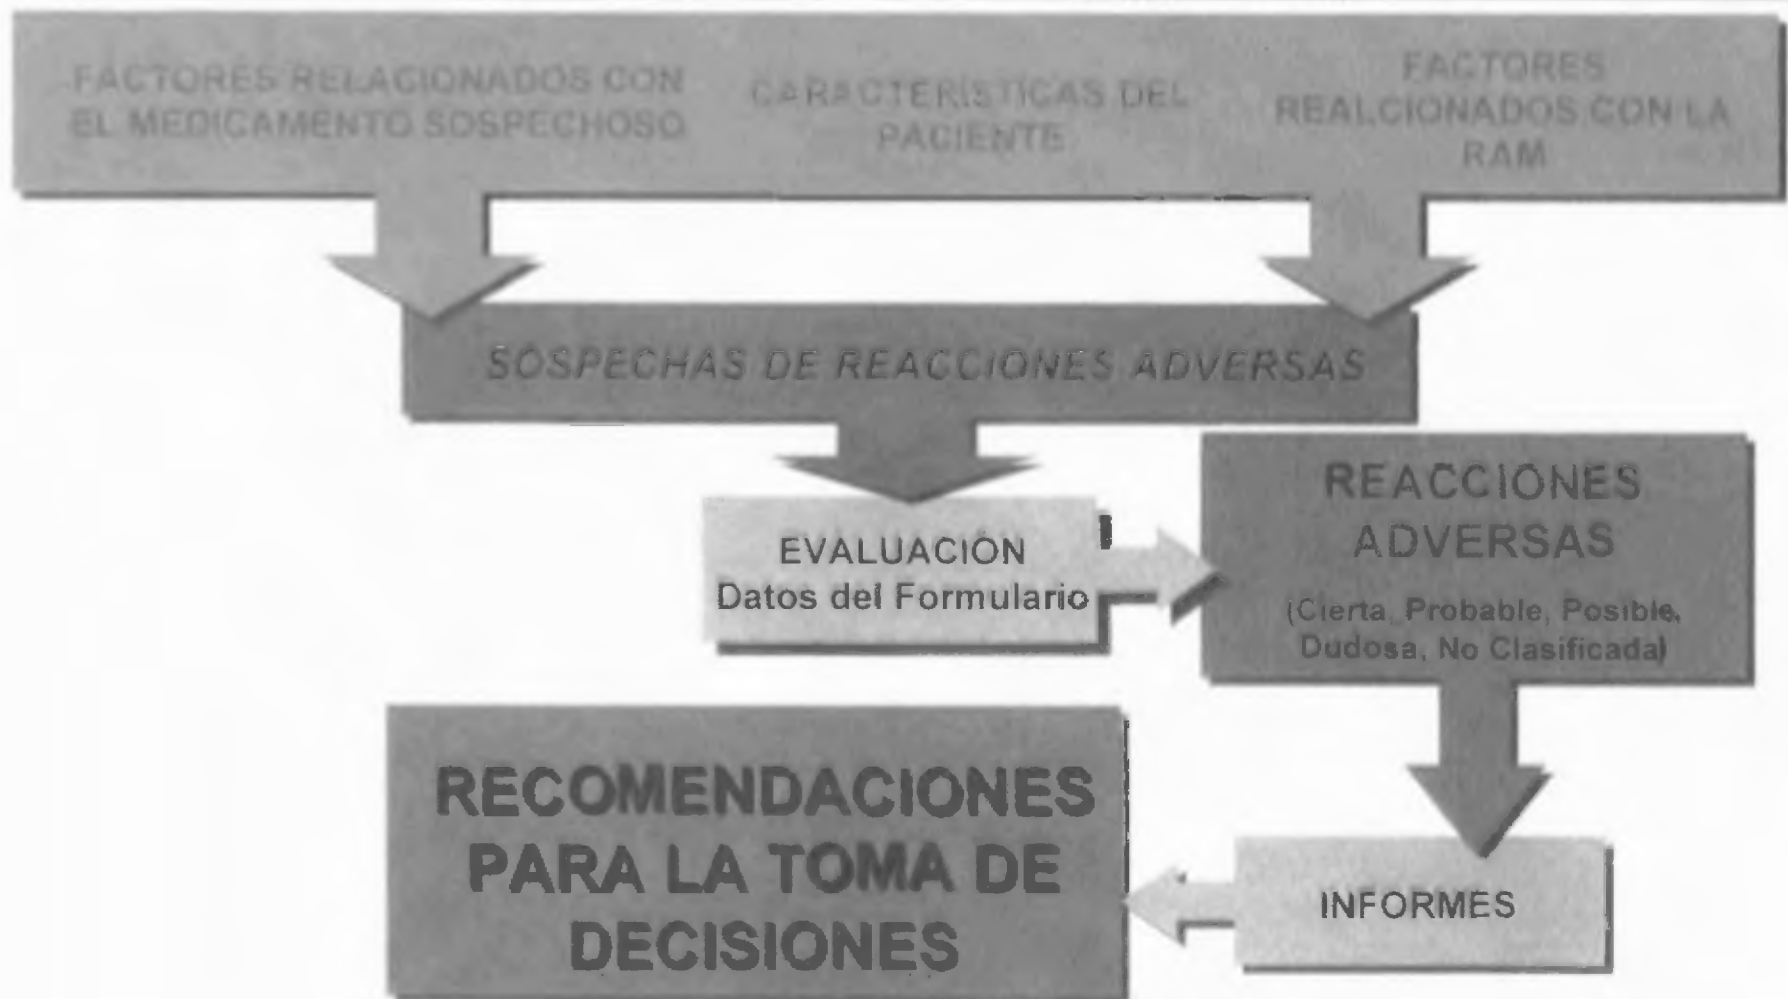 FACTORES RELACIONADOS CON
EL MEDICAMENTO SOSPECHOSO
CARACTERÍSTICAS DEL
PACIENTE
FACTORES
REALCIONADOS CON LA
RAM
SOSPECHAS DE REACCIONES ADVERSAS
EVALUACIÓN
Datos del Formulario
REACCIONES
ADVERSAS
(Cierta, Probable, Posible,
Dudosa, No Clasificada)
INFORMES
RECOMENDACIONES
PARA LA TOMA DE
DECISIONES